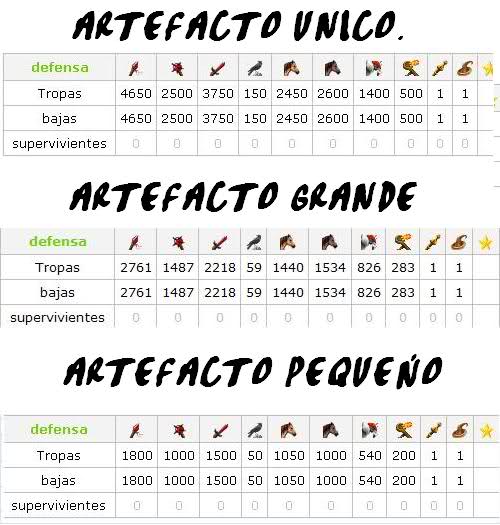 ARTEFACTO UNICO.
defensa
Tropas 4650 2500 3750 150 2450 2600 1400 500 1 1
bajas 4650 2500 3750 150 2450 2600 1400 500 1 1
supervivientes 0 0 0 0 0 0 0 0 0 0
ARTEFACTO GRANDE
defensa
Tropas 2761 1487 2218 59 1440 1534 826 283 1 1
bajas 2761 1487 2218 59 1440 1534 826 283 1 1
supervivientes 0 0 0 0 0 0 0 0 0 0
ARTEFACTO PEQUEÑO
defensa
Tropas 1800 1000 1500 50 1050 1000 540 200 1 1
bajas 1800 1000 1500 50 1050 1000 540 200 1 1
supervivientes 0 0 0 0 0 0 0 0 0 0